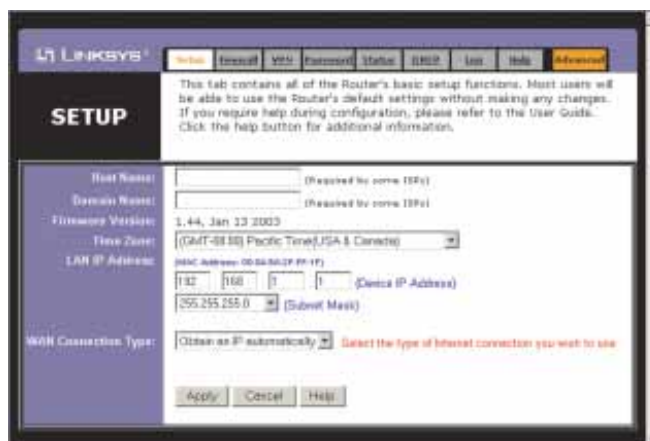 LINKSYS®
Setup Firewall VPN Password Status DHCP Log Help Advanced
SETUP
This tab contains all of the Router's basic setup functions. Most users will
be able to use the Router's default settings without making any changes.
If you require help during configuration, please refer to the User Guide.
Click the help button for additional information.
Host Name: (Required by some ISPs)
Domain Name: (Required by some ISPs)
Firmware Version: 1.44, Jan 13 2003
Time Zone: (GMT-08:00) Pacific Time(USA & Canada)
LAN IP Address: (MAC Address:
192 168 1 1 (Device IP Address)
255.255.255.0 (Subnet Mask)
WAN Connection Type: Obtain an IP automatically Select the type of Internet connection you wish to use
Apply Cancel Help